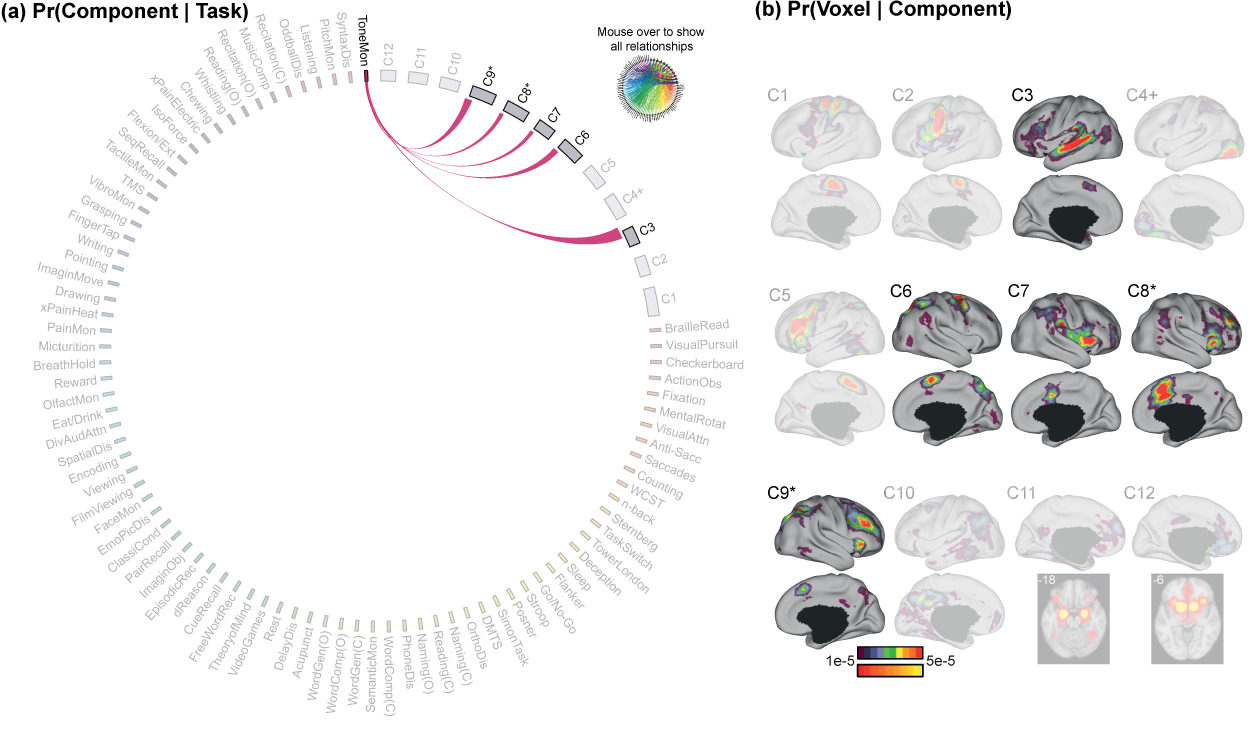 (a) Pr(Component | Task)
(b) Pr(Voxel | Component)
Mouse over to show
all relationships
ToneMon
C12
C11
C10
C9*
C8*
C7
C6
C5
C4+
C3
C2
C1
BrailleRead
VisualPursuit
Checkerboard
ActionObs
Fixation
MentalRotat
VisualAttn
Anti-Sacc
Saccades
Counting
WCST
n-back
Sternberg
TaskSwitch
TowerLondon
Deception
Sleep
Flanker
Go/No-Go
Stroop
Posner
SimonTask
DMTS
OrthoDis
Naming(C)
Reading(C)
Naming(O)
PhoneDis
WordComp(C)
SemanticMon
WordGen(C)
WordComp(O)
WordGen(O)
Acupunct
DelayDis
Rest
VideoGames
TheoryofMind
FreeWordRec
CueRecall
dReason
EpisodicRec
ImaginObj
PairRecall
ClassiCond
EmoPicDis
FaceMon
FilmViewing
Viewing
Encoding
SpatialDis
DivAudAttn
Eat/Drink
OlfactMon
Reward
BreathHold
Micturition
PainMon
xPainHeat
Drawing
ImaginMove
Pointing
Writing
FingerTap
Grasping
VibroMon
TMS
TactileMon
SeqRecall
Flexion/Ext
IsoForce
xPainElectric
Chewing
Whistling
Reading(O)
Recitation(O)
MusicComp
Recitation(C)
OddballDis
Listening
PitchMon
SyntaxDis
C1
C2
C3
C4+
C5
C6
C7
C8*
C9*
C10
C11
C12
-18
-6
1e-5
5e-5